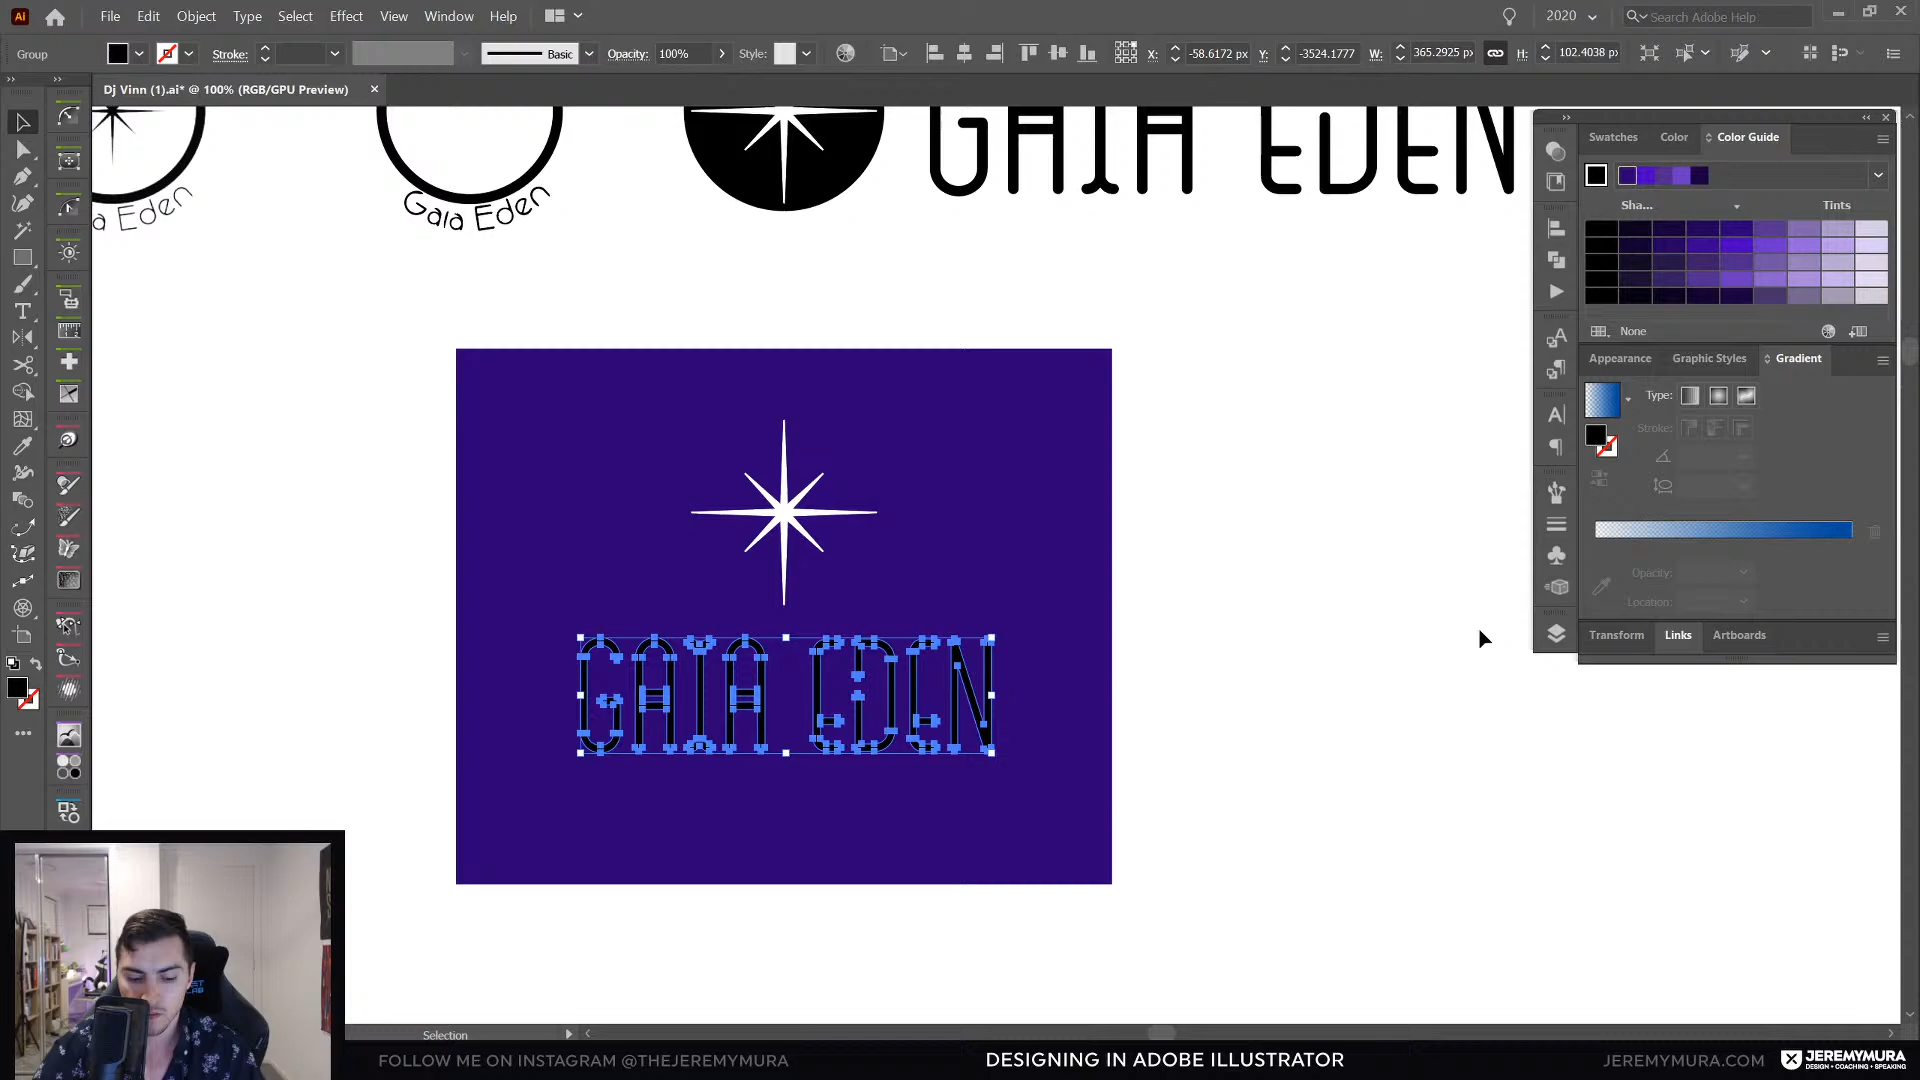 Ai File Edit Object Type Select Effect View Window Help 2020 Search Adobe Help
Group Stroke: Basic Opacity: 100% Style: X: -58.6172 px Y: -3524.1777 W: 365.2925 px H: 102.4038 px
Dj Vinn (1).ai* @ 100% (RGB/GPU Preview)
Swatches Color Color Guide
GAIA EDEN
a Eden
Gaia Eden
Sha... Tints
None
Appearance Graphic Styles Gradient
Type:
Stroke:
Opacity:
Location:
Transform Links Artboards
GAIA EDEN
Selection
FOLLOW ME ON INSTAGRAM @THEJEREMYMURA
DESIGNING IN ADOBE ILLUSTRATOR
JEREMYMURA.COM
JEREMYMURA
DESIGN • COACHING • SPEAKING